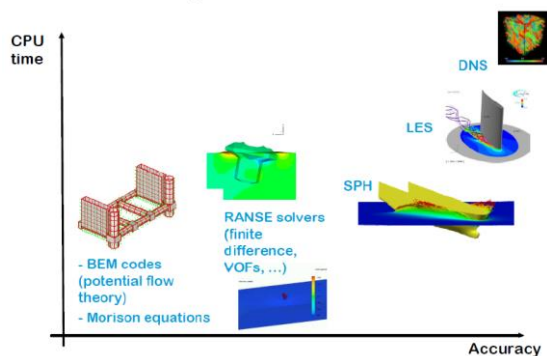 CPU
time
DNS
LES
SPH
RANSE solvers
(finite
difference,
VOFs, ...)
- BEM codes
(potential flow
theory)
- Morison equations
Accuracy